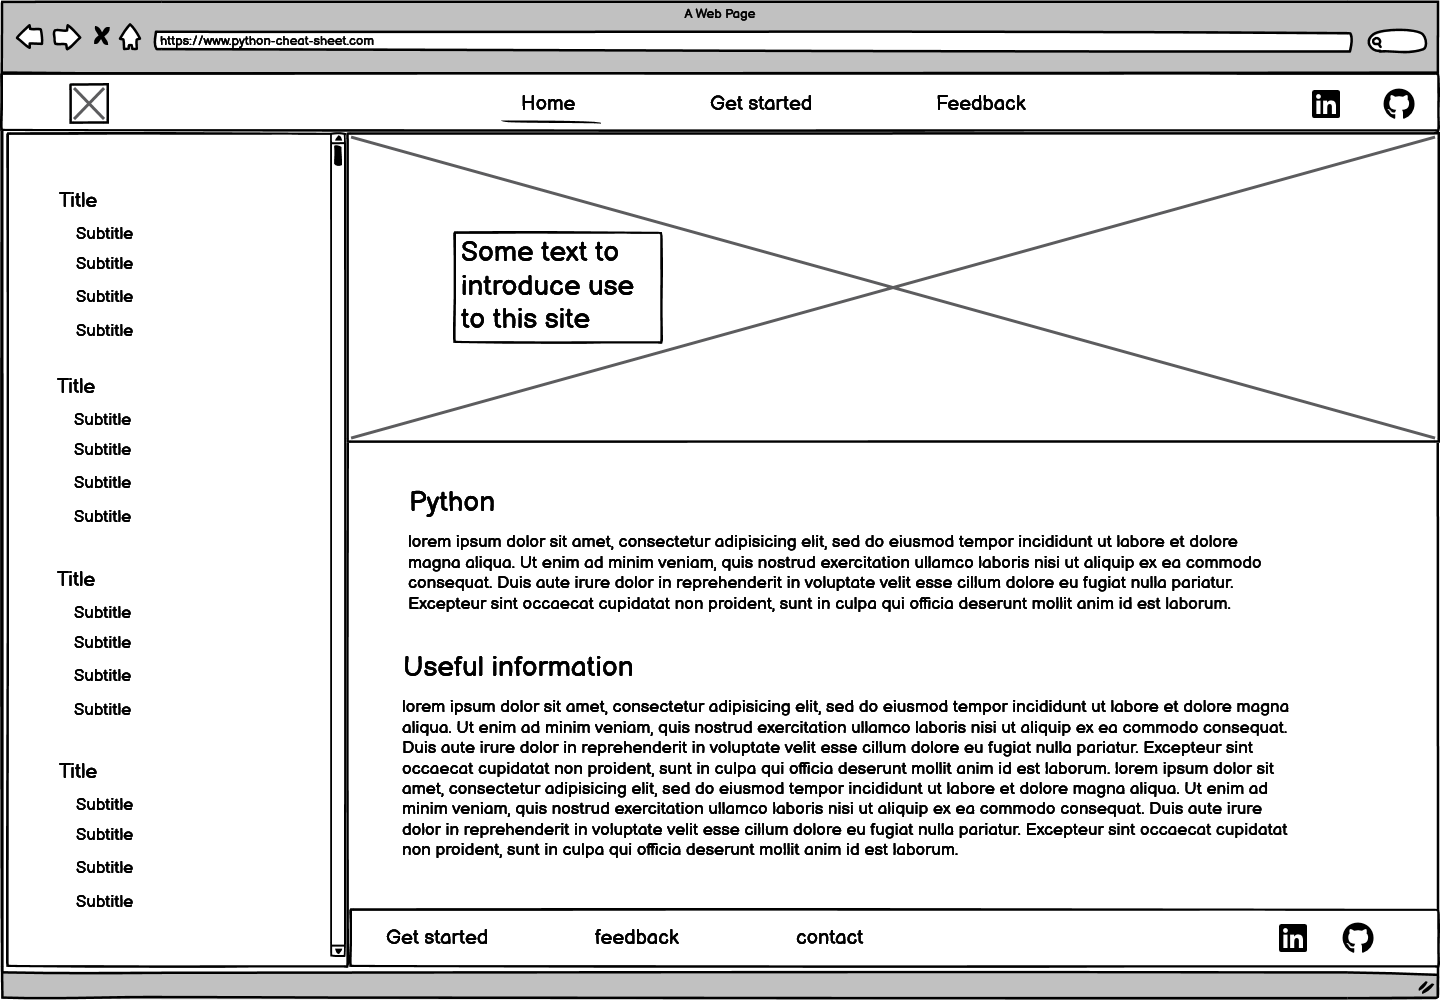 A Web Page
https://www.python-cheat-sheet.com
Home
Get started
Feedback
in
Title
Subtitle
Subtitle
Subtitle
Subtitle
Title
Subtitle
Subtitle
Subtitle
Subtitle
Title
Subtitle
Subtitle
Subtitle
Subtitle
Title
Subtitle
Subtitle
Subtitle
Subtitle
Some text to
introduce use
to this site
Python
lorem ipsum dolor sit amet, consectetur adipisicing elit, sed do eiusmod tempor incididunt ut labore et dolore
magna aliqua. Ut enim ad minim veniam, quis nostrud exercitation ullamco laboris nisi ut aliquip ex ea commodo
consequat. Duis aute irure dolor in reprehenderit in voluptate velit esse cillum dolore eu fugiat nulla pariatur.
Excepteur sint occaecat cupidatat non proident, sunt in culpa qui officia deserunt mollit anim id est laborum.
Useful information
lorem ipsum dolor sit amet, consectetur adipisicing elit, sed do eiusmod tempor incididunt ut labore et dolore magna
aliqua. Ut enim ad minim veniam, quis nostrud exercitation ullamco laboris nisi ut aliquip ex ea commodo consequat.
Duis aute irure dolor in reprehenderit in voluptate velit esse cillum dolore eu fugiat nulla pariatur. Excepteur sint
occaecat cupidatat non proident, sunt in culpa qui officia deserunt mollit anim id est laborum. lorem ipsum dolor sit
amet, consectetur adipisicing elit, sed do eiusmod tempor incididunt ut labore et dolore magna aliqua. Ut enim ad
minim veniam, quis nostrud exercitation ullamco laboris nisi ut aliquip ex ea commodo consequat. Duis aute irure
dolor in reprehenderit in voluptate velit esse cillum dolore eu fugiat nulla pariatur. Excepteur sint occaecat cupidatat
non proident, sunt in culpa qui officia deserunt mollit anim id est laborum.
Get started
feedback
contact
in